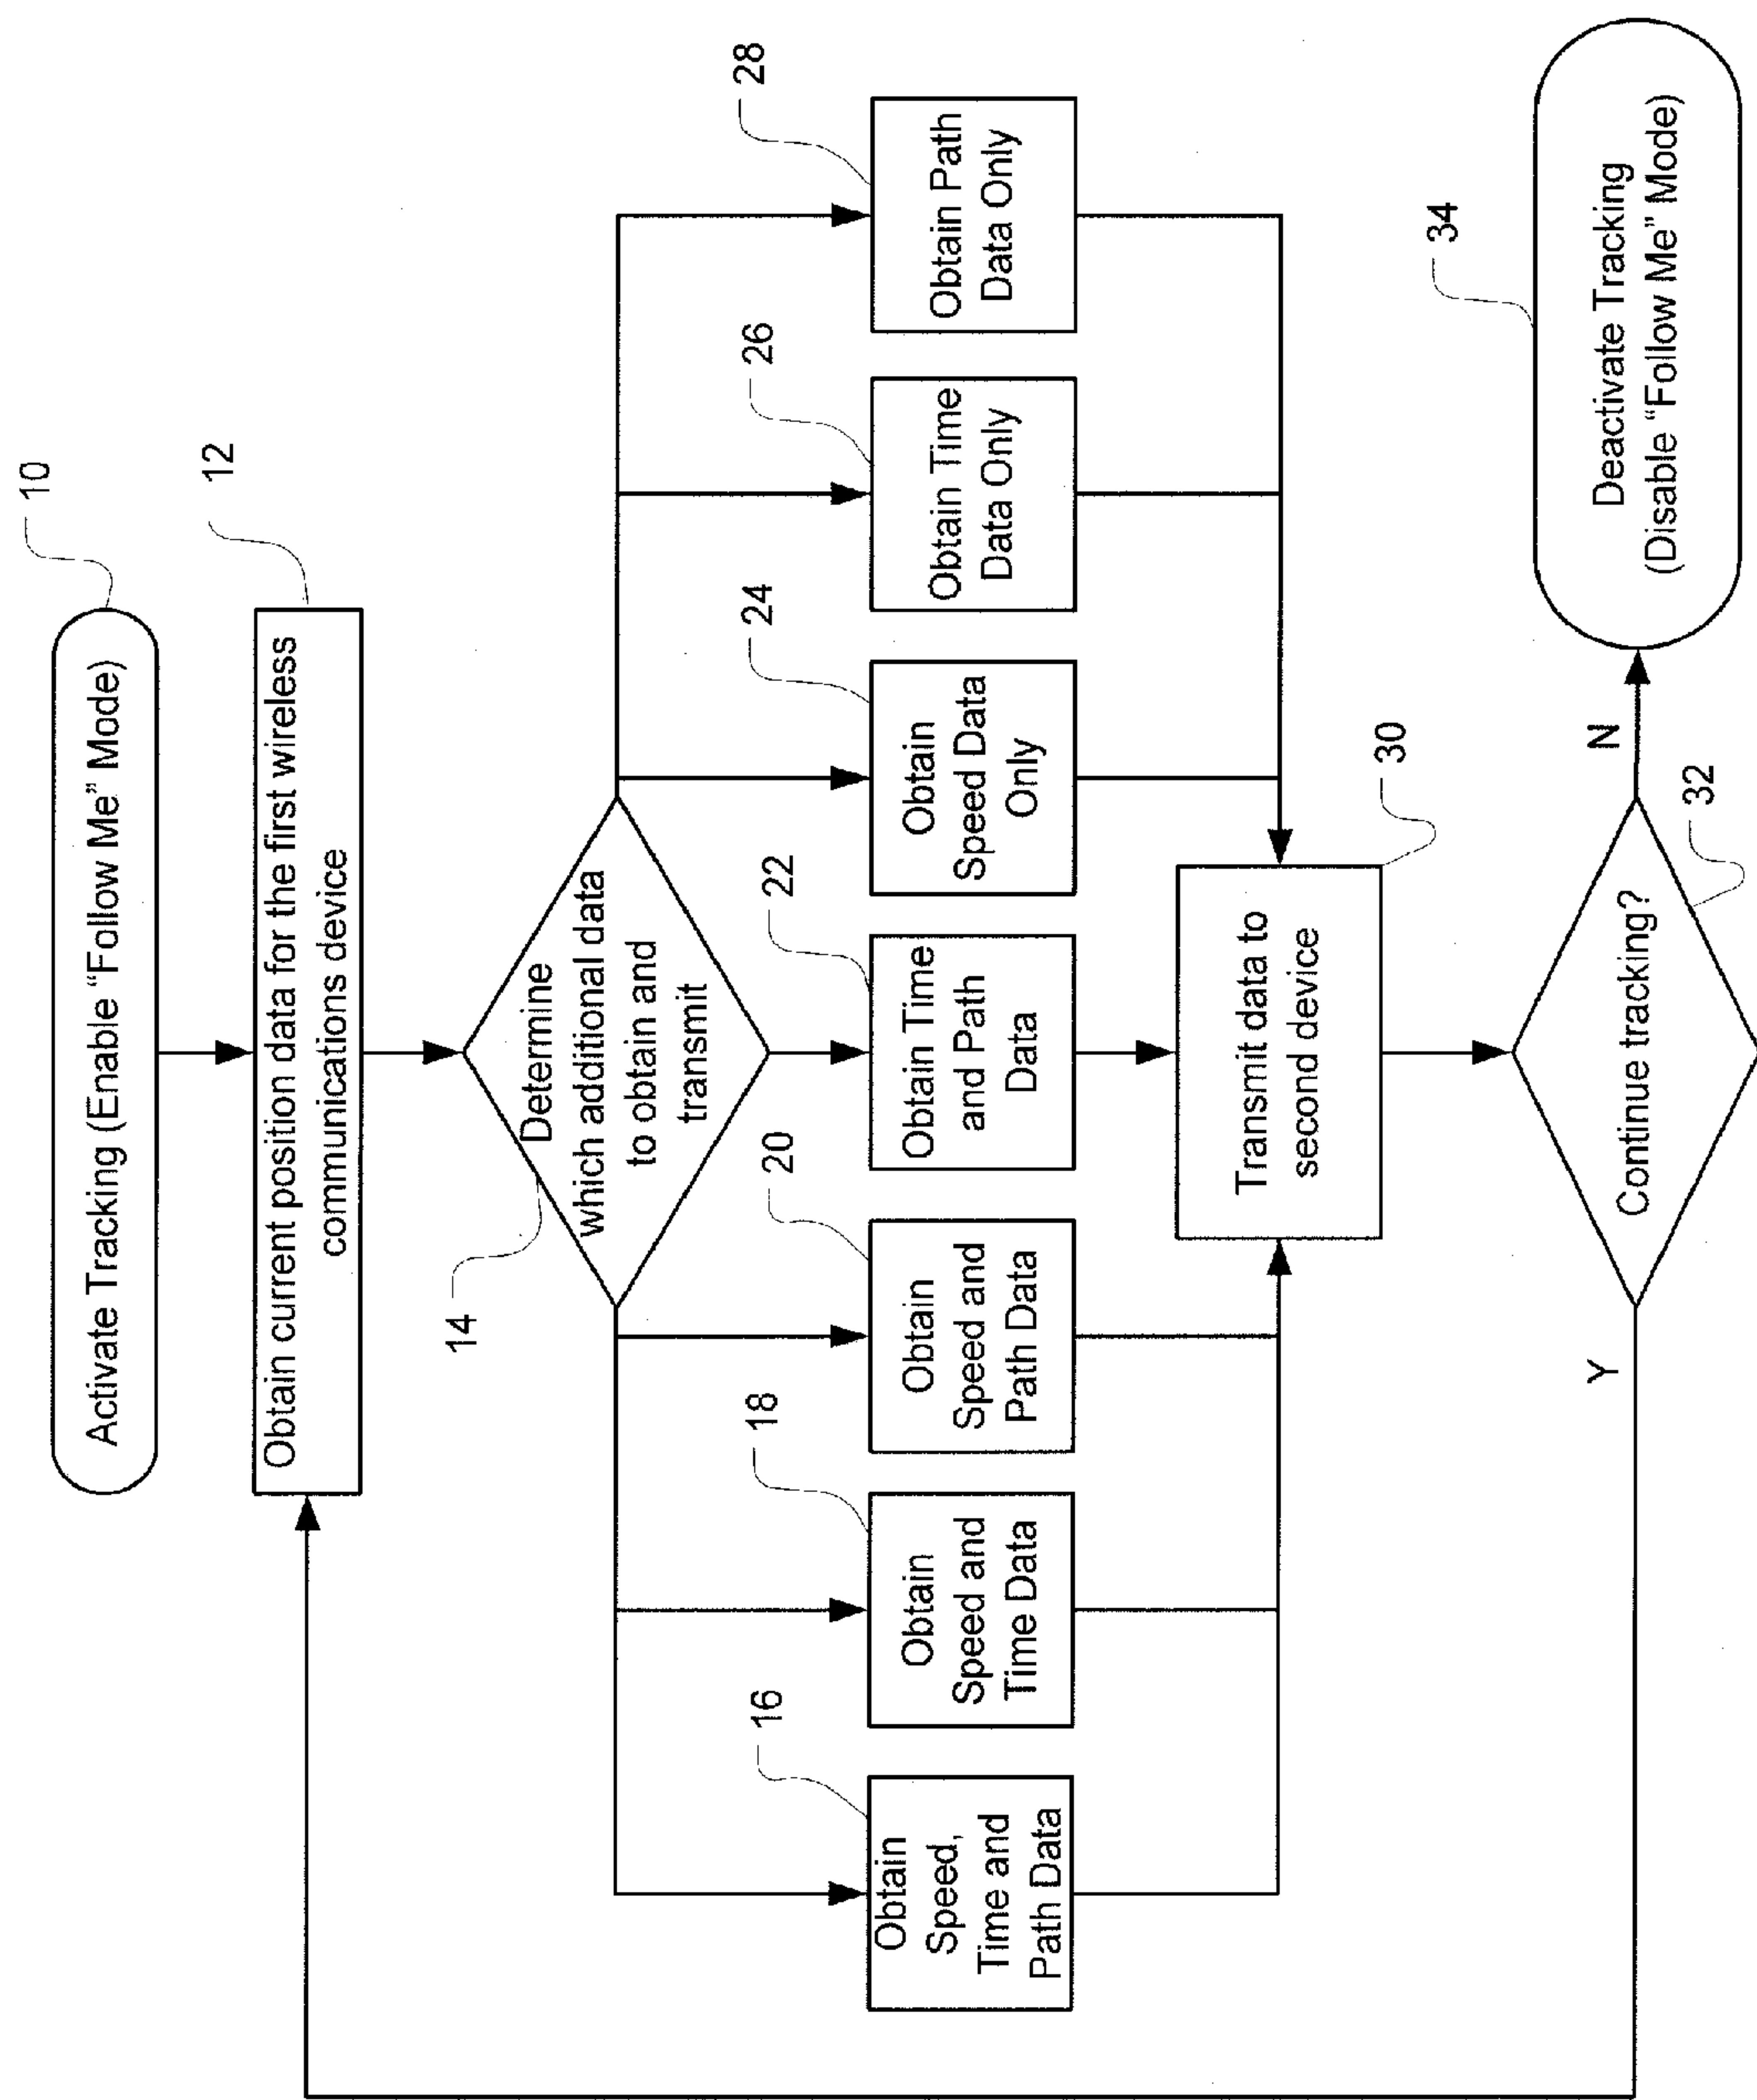 Activate Tracking (Enable “Follow Me” Mode)
10
Obtain current position data for the first wireless
communications device
12
Determine
which additional data
to obtain and
transmit
14
Obtain
Speed,
Time and
Path Data
16
Obtain
Speed and
Time Data
18
Obtain
Speed and
Path Data
20
Obtain Time
and Path
Data
22
Obtain
Speed Data
Only
24
Obtain Time
Data Only
26
Obtain Path
Data Only
28
Transmit data to
second device
30
Continue tracking?
32
Y
N
Deactivate Tracking
(Disable “Follow Me” Mode)
34